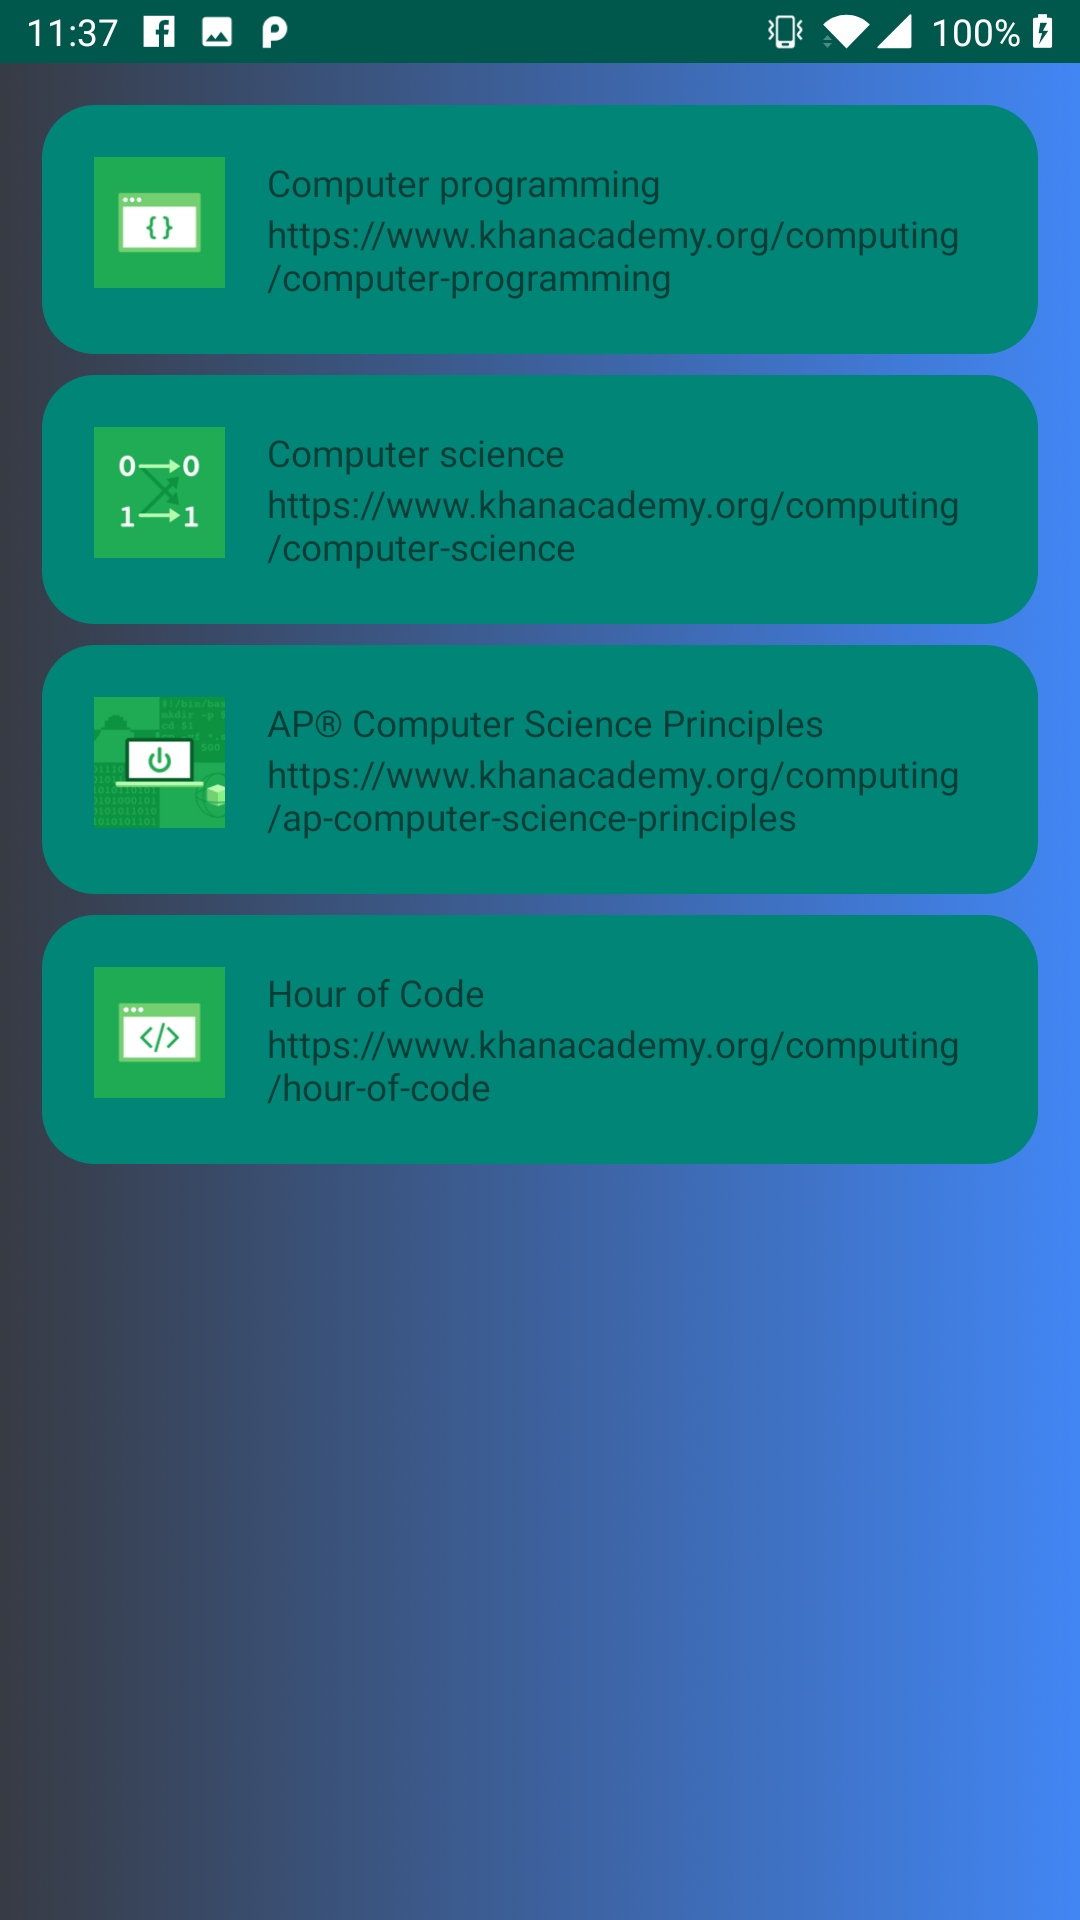 11:37 100%
{}
Computer programming
https://www.khanacademy.org/computing
/computer-programming
0 0
1 1
Computer science
https://www.khanacademy.org/computing
/computer-science
AP® Computer Science Principles
https://www.khanacademy.org/computing
/ap-computer-science-principles
</>
Hour of Code
https://www.khanacademy.org/computing
/hour-of-code